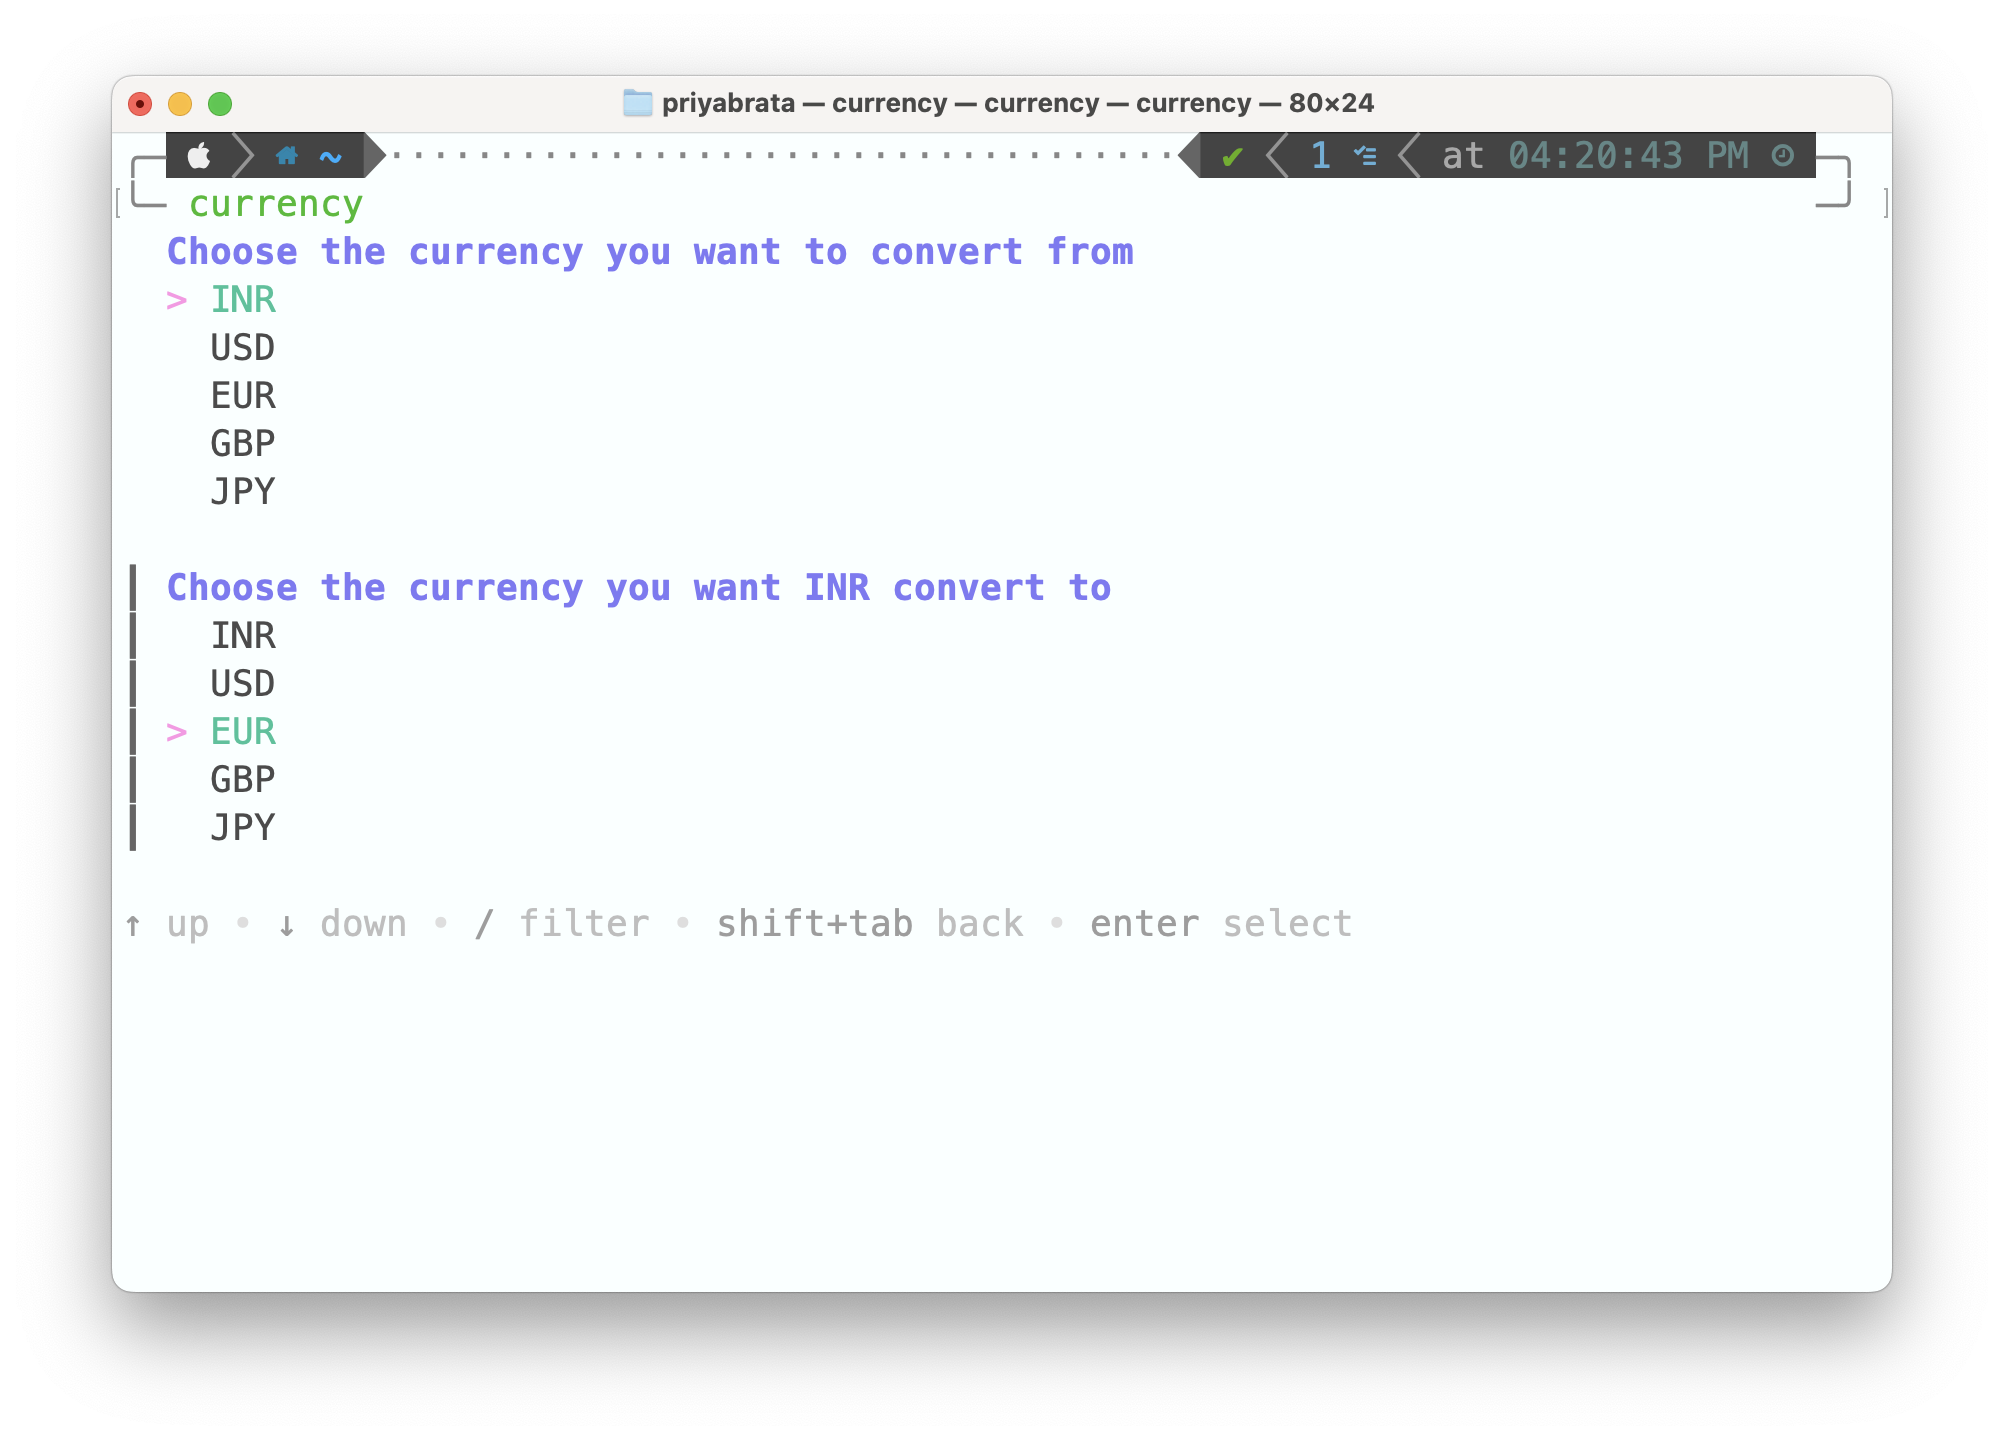 priyabrata — currency — currency — currency — 80×24
~ ✔ 1 at 04:20:43 PM
currency
Choose the currency you want to convert from
> INR
USD
EUR
GBP
JPY
Choose the currency you want INR convert to
INR
USD
> EUR
GBP
JPY
↑ up • ↓ down • / filter • shift+tab back • enter select